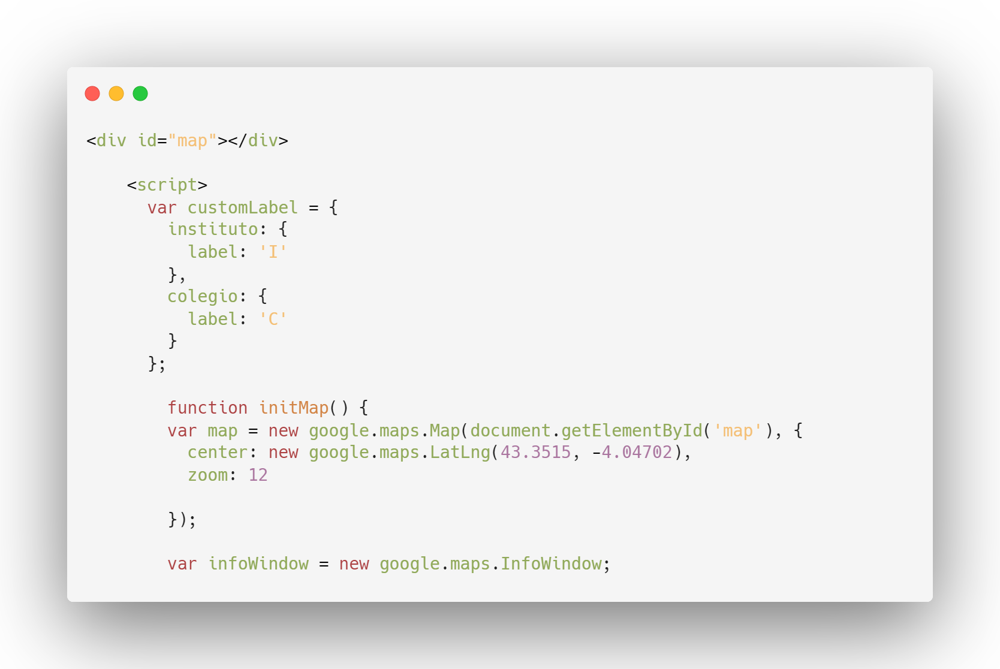 <div id="map"></div>
<script>
var customLabel = {
instituto: {
label: 'I'
},
colegio: {
label: 'C'
}
};
function initMap() {
var map = new google.maps.Map(document.getElementById('map'), {
center: new google.maps.LatLng(43.3515, -4.04702),
zoom: 12
});
var infoWindow = new google.maps.InfoWindow;